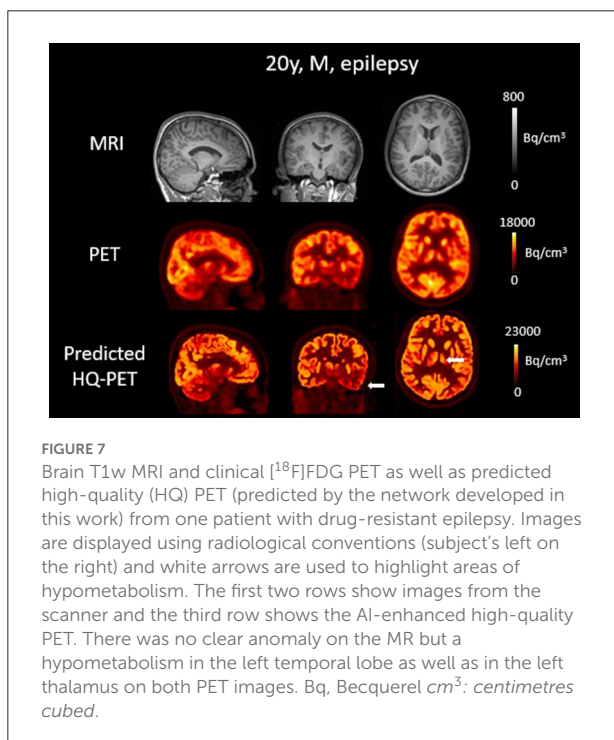 20y, M, epilepsy
MRI
800
Bq/cm³
0
PET
18000
Bq/cm³
0
Predicted
HQ-PET
23000
Bq/cm³
0
FIGURE 7
Brain T1w MRI and clinical [¹⁸F]FDG PET as well as predicted
high-quality (HQ) PET (predicted by the network developed in
this work) from one patient with drug-resistant epilepsy. Images
are displayed using radiological conventions (subject's left on
the right) and white arrows are used to highlight areas of
hypometabolism. The first two rows show images from the
scanner and the third row shows the AI-enhanced high-quality
PET. There was no clear anomaly on the MR but a
hypometabolism in the left temporal lobe as well as in the left
thalamus on both PET images. Bq, Becquerel cm³: centimetres
cubed.